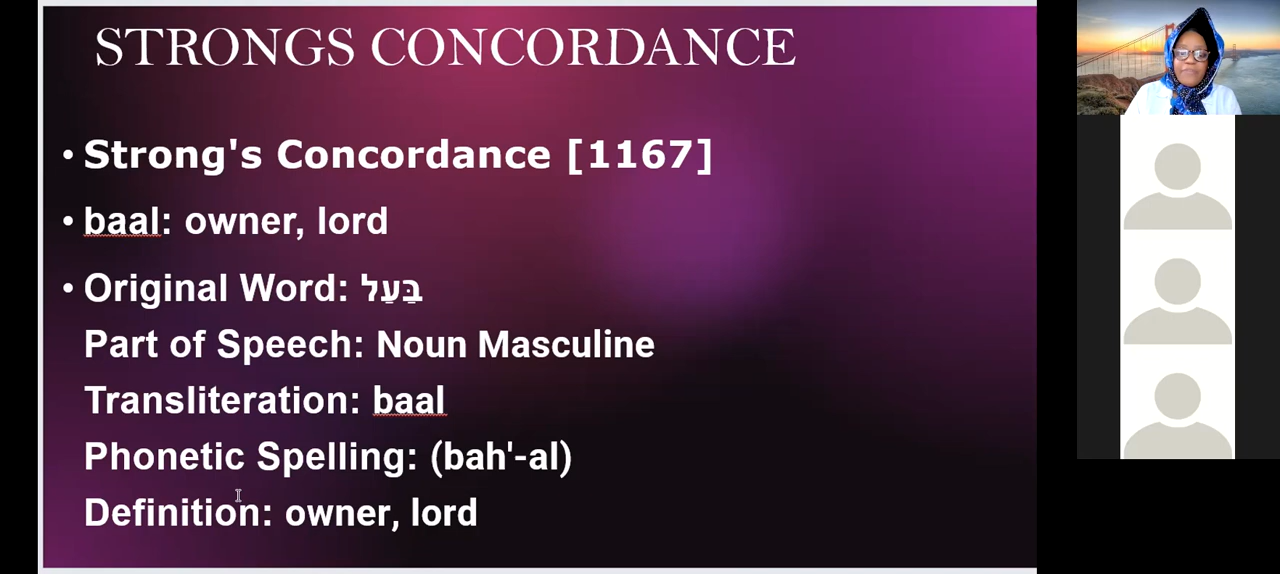 STRONGS CONCORDANCE
• Strong's Concordance [1167]
• baal: owner, lord
• Original Word: בַּעַל
Part of Speech: Noun Masculine
Transliteration: baal
Phonetic Spelling: (bah'-al)
Definition: owner, lord